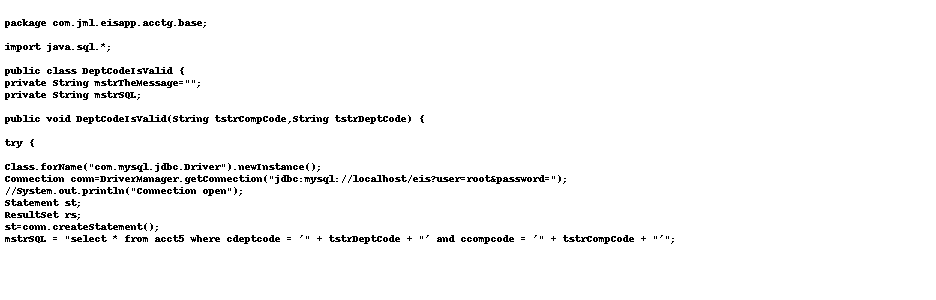 package com.jml.eisapp.acctg.base;
import java.sql.*;
public class DeptCodeIsValid {
private String mstrTheMessage="";
private String mstrSQL;
public void DeptCodeIsValid(String tstrCompCode,String tstrDeptCode) {
try {
Class.forName("com.mysql.jdbc.Driver").newInstance();
Connection conn=DriverManager.getConnection("jdbc:mysql://localhost/eis?user=root&password=");
//System.out.println("Connection open");
Statement st;
ResultSet rs;
st=conn.createStatement();
mstrSQL = "select * from acct5 where cdeptcode = '" + tstrDeptCode + "' and ccompcode = '" + tstrCompCode + "'";